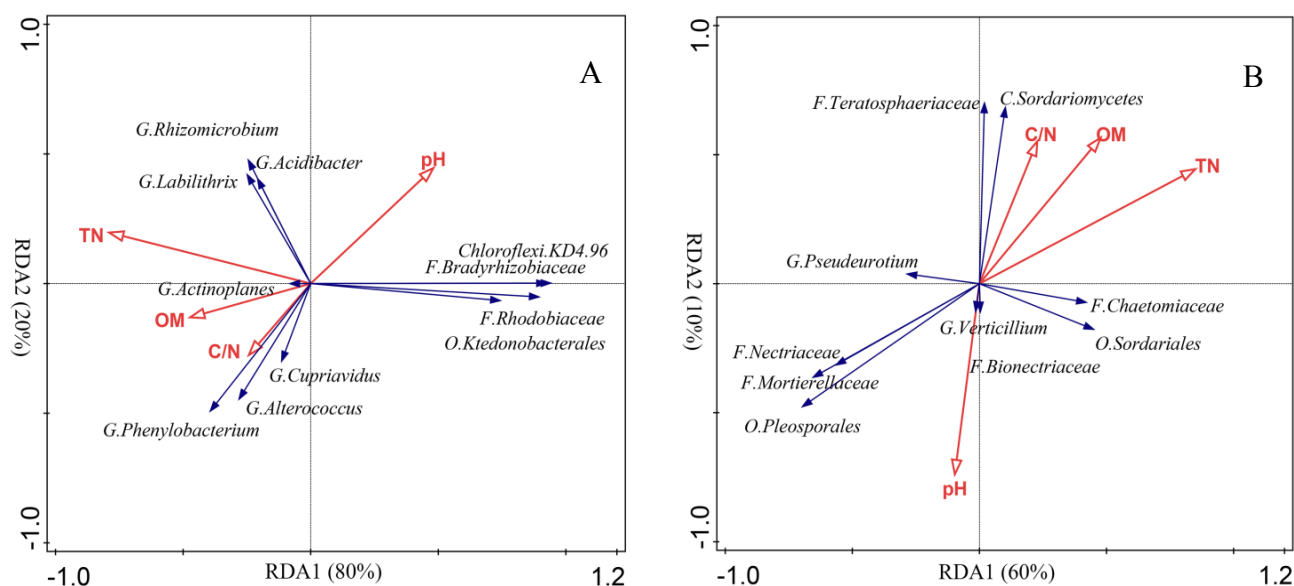 1.0
A
G.Rhizomicrobium
G.Acidibacter
pH
G.Labilithrix
TN
Chloroflexi.KD4.96
F.Bradyrhizobiaceae
G.Actinoplanes
OM
F.Rhodobiaceae
C/N
O.Ktedonobacterales
G.Cupriavidus
G.Alterococcus
G.Phenylobacterium
RDA2 (20%)
-1.0
-1.0
RDA1 (80%)
1.2
1.0
B
F.Teratosphaeriaceae
C.Sordariomycetes
C/N
OM
TN
G.Pseudeurotium
F.Chaetomiaceae
G.Verticillium
O.Sordariales
F.Nectriaceae
F.Bionectriaceae
F.Mortierellaceae
O.Pleosporales
pH
RDA2 (10%)
-1.0
-1.0
RDA1 (60%)
1.2